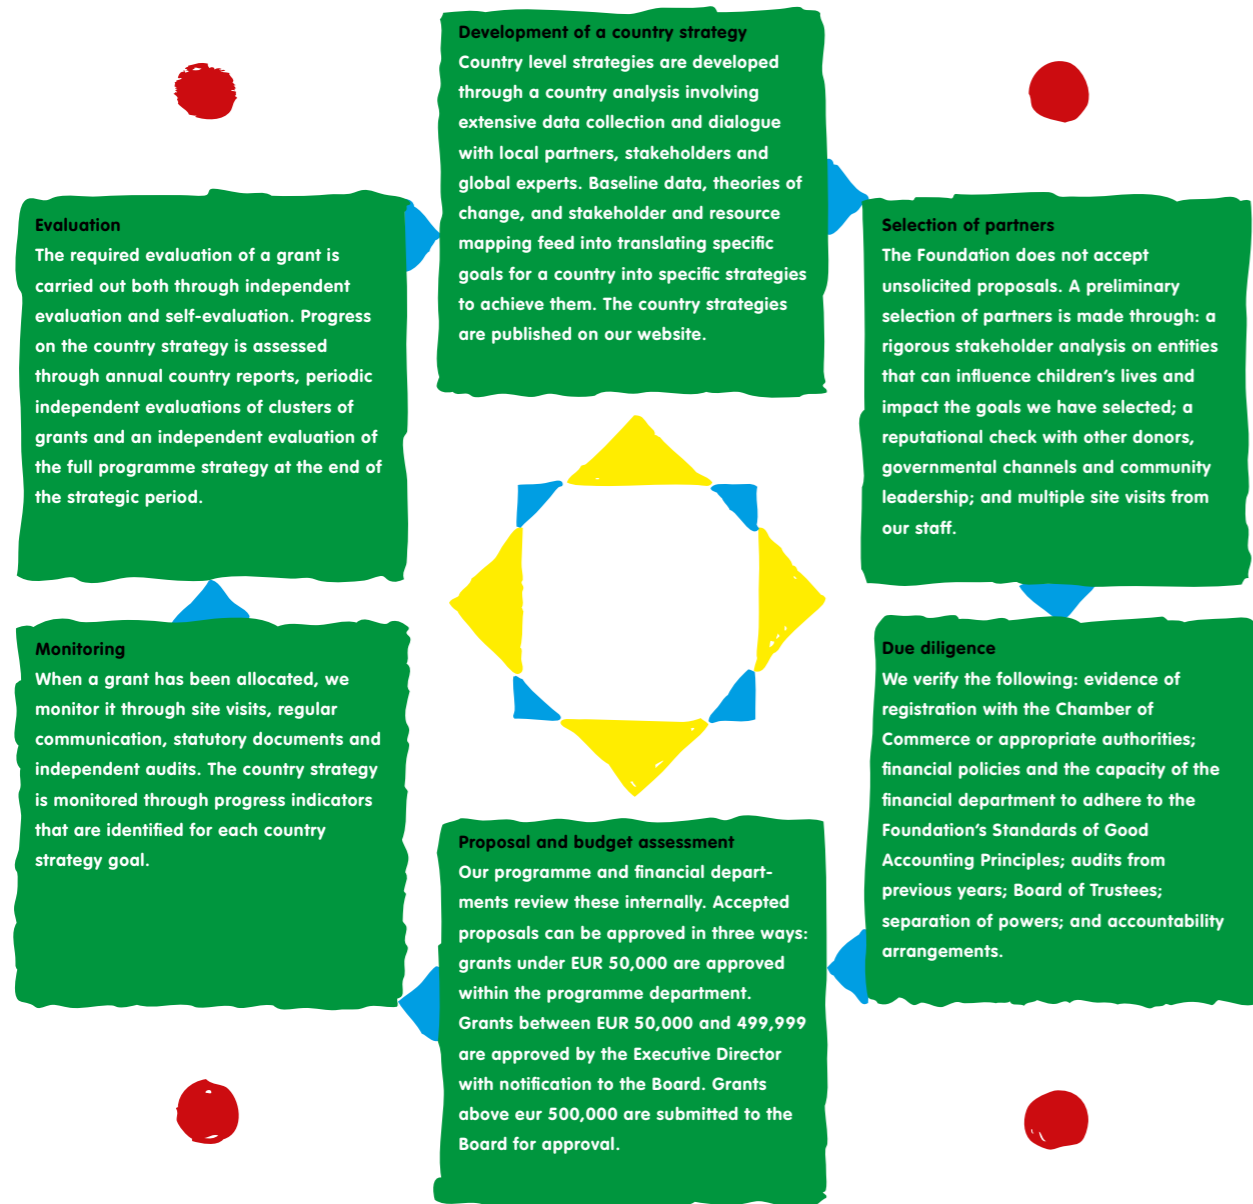 Development of a country strategy
Country level strategies are developed
through a country analysis involving
extensive data collection and dialogue
with local partners, stakeholders and
global experts. Baseline data, theories of
change, and stakeholder and resource
mapping feed into translating specific
goals for a country into specific strategies
to achieve them. The country strategies
are published on our website.
Selection of partners
The Foundation does not accept
unsolicited proposals. A preliminary
selection of partners is made through: a
rigorous stakeholder analysis on entities
that can influence children's lives and
impact the goals we have selected; a
reputational check with other donors,
governmental channels and community
leadership; and multiple site visits from
our staff.
Due diligence
We verify the following: evidence of
registration with the Chamber of
Commerce or appropriate authorities;
financial policies and the capacity of the
financial department to adhere to the
Foundation's Standards of Good
Accounting Principles; audits from
previous years; Board of Trustees;
separation of powers; and accountability
arrangements.
Proposal and budget assessment
Our programme and financial depart-
ments review these internally. Accepted
proposals can be approved in three ways:
grants under EUR 50,000 are approved
within the programme department.
Grants between EUR 50,000 and 499,999
are approved by the Executive Director
with notification to the Board. Grants
above eur 500,000 are submitted to the
Board for approval.
Monitoring
When a grant has been allocated, we
monitor it through site visits, regular
communication, statutory documents and
independent audits. The country strategy
is monitored through progress indicators
that are identified for each country
strategy goal.
Evaluation
The required evaluation of a grant is
carried out both through independent
evaluation and self-evaluation. Progress
on the country strategy is assessed
through annual country reports, periodic
independent evaluations of clusters of
grants and an independent evaluation of
the full programme strategy at the end of
the strategic period.